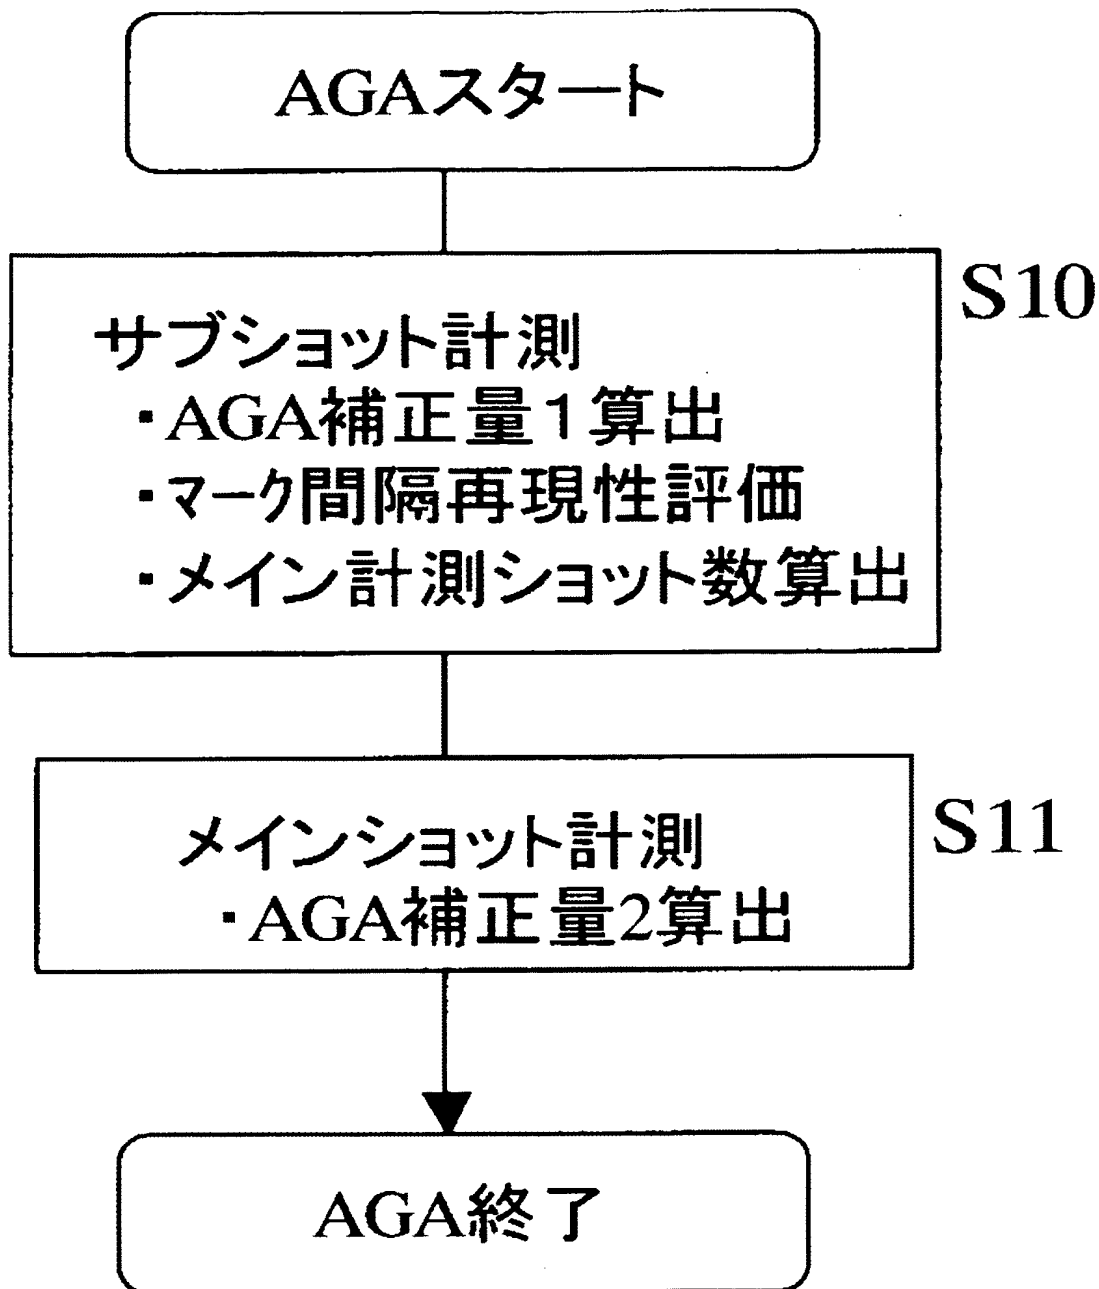 AGAスタート
S10
サブショット計測
・AGA補正量1算出
・マーク間隔再現性評価
・メイン計測ショット数算出
S11
メインショット計測
・AGA補正量2算出
AGA終了